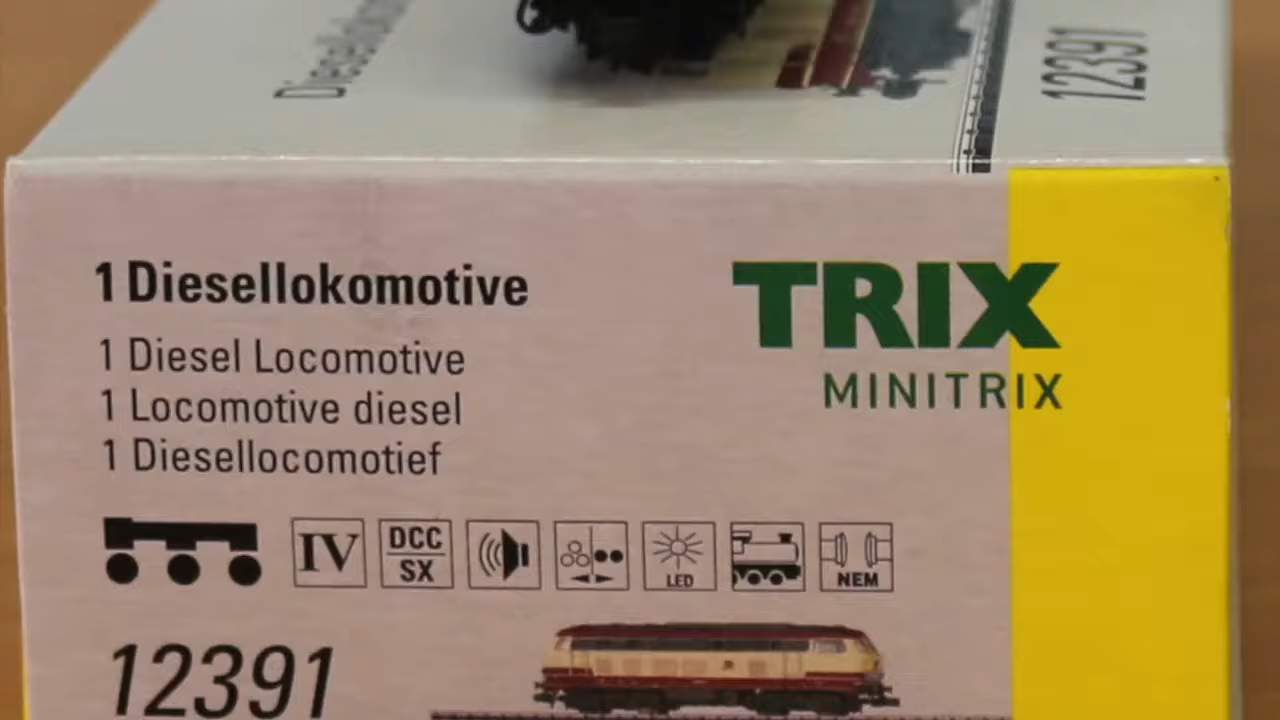 12391
1 Diesellokomotive
TRIX
MINITRIX
1 Diesel Locomotive
1 Locomotive diesel
1 Diesellocomotief
IV
DCC
SX
LED
NEM
12391